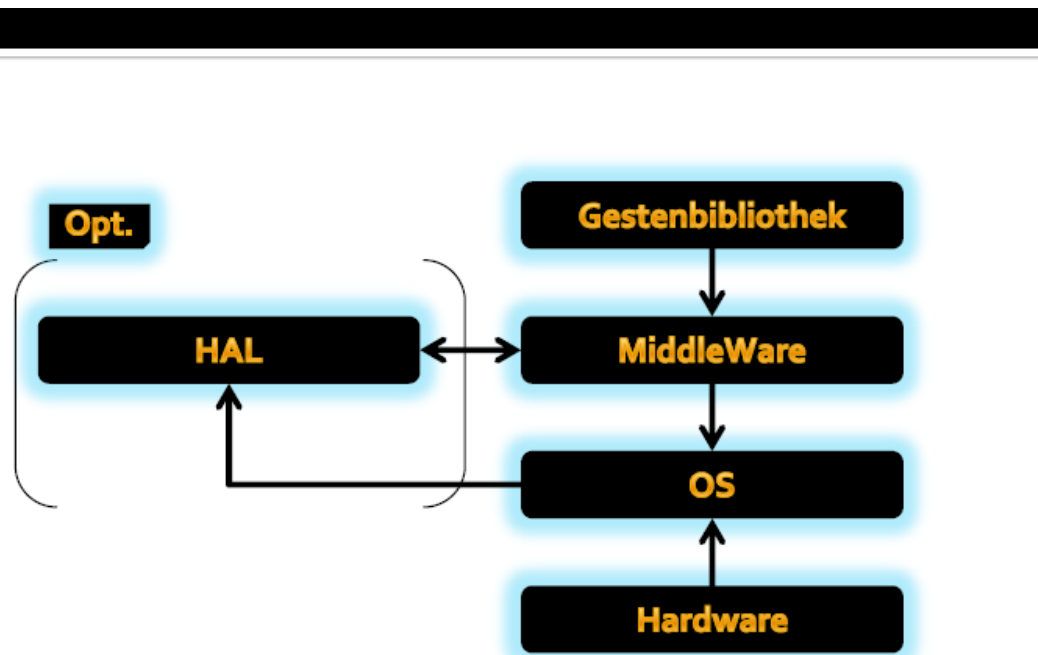 Opt.
Gestenbibliothek
HAL
MiddleWare
OS
Hardware